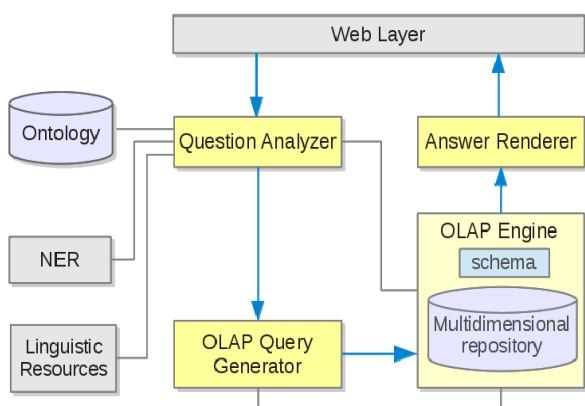 Web Layer
Ontology
Question Analyzer
Answer Renderer
NER
OLAP Engine
schema
Multidimensional
repository
Linguistic
Resources
OLAP Query
Generator